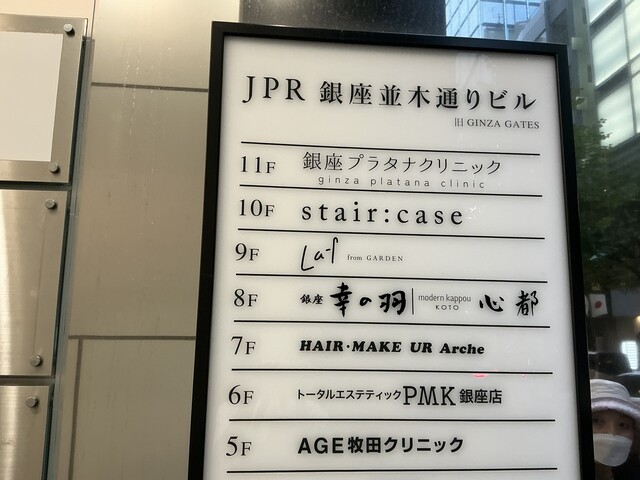 JPR 銀座並木通りビル
旧 GINZA GATES
11F 銀座プラタナクリニック
ginza platana clinic
10F stair:case
9F La-f from GARDEN
8F 銀座 幸の羽 modern kappou KOTO 心都
7F HAIR・MAKE UR Arche
6F トータルエステティックPMK銀座店
5F AGE牧田クリニック